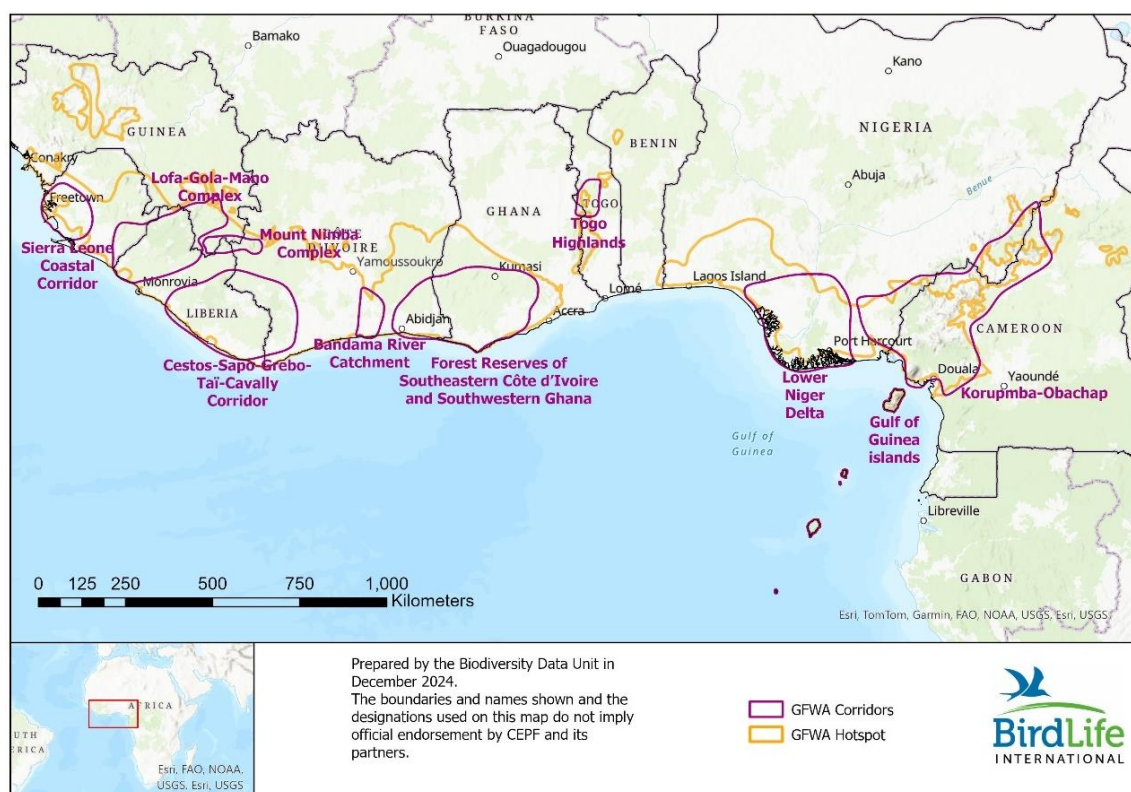 BURKINA
FASO
Bamako
Ouagadougou
Kano
GUINEA
BENIN
NIGERIA
Conakry
Lofa-Gola-Mano
Complex
Abuja
Benue
Freetown
GHANA
TOGO
Togo
Highlands
Mount Nimba
Complex
CÔTE
D'IVOIRE
Sierra Leone
Coastal
Corridor
Yamoussoukro
Kumasi
Lagos Island
Monrovia
Lomé
LIBERIA
Abidjan
Accra
CAMEROON
Port Harcourt
Bandama River
Catchment
Cestos-Sapo-Grebo-
Taï-Cavally
Corridor
Forest Reserves of
Southeastern Côte d'Ivoire
and Southwestern Ghana
Lower
Niger
Delta
Douala
Yaoundé
Korupmba-Obachap
Gulf of
Guinea
islands
Gulf of
Guinea
Libreville
GABON
0 125 250 500 750 1,000
Kilometers
Esri, TomTom, Garmin, FAO, NOAA, USGS, Esri, USGS
AFRICA
UTH
ERICA
Esri, FAO, NOAA,
USGS, Esri, USGS
Prepared by the Biodiversity Data Unit in
December 2024.
The boundaries and names shown and the
designations used on this map do not imply
official endorsement by CEPF and its
partners.
GFWA Corridors
GFWA Hotspot
BirdLife
INTERNATIONAL